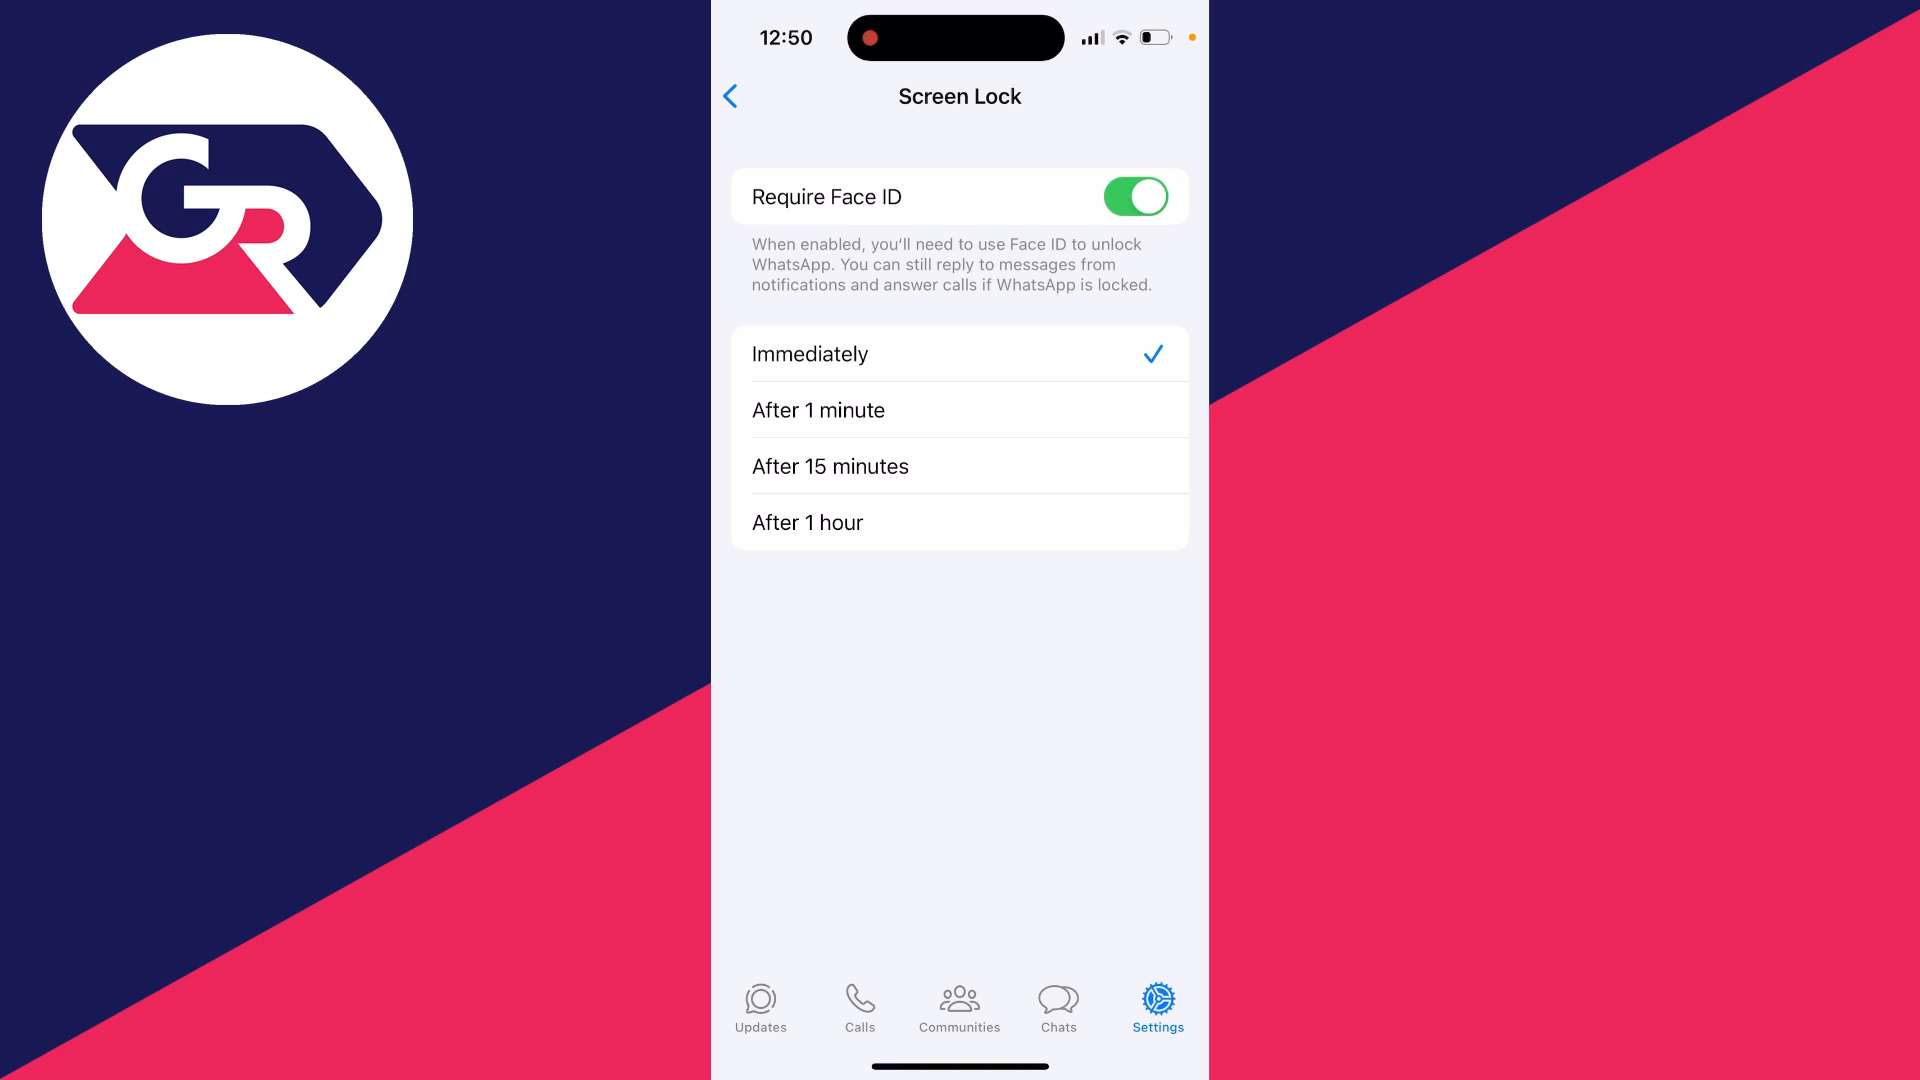 GR
12:50
Screen Lock
Require Face ID
When enabled, you'll need to use Face ID to unlock
WhatsApp. You can still reply to messages from
notifications and answer calls if WhatsApp is locked.
Immediately
After 1 minute
After 15 minutes
After 1 hour
Updates
Calls
Communities
Chats
Settings